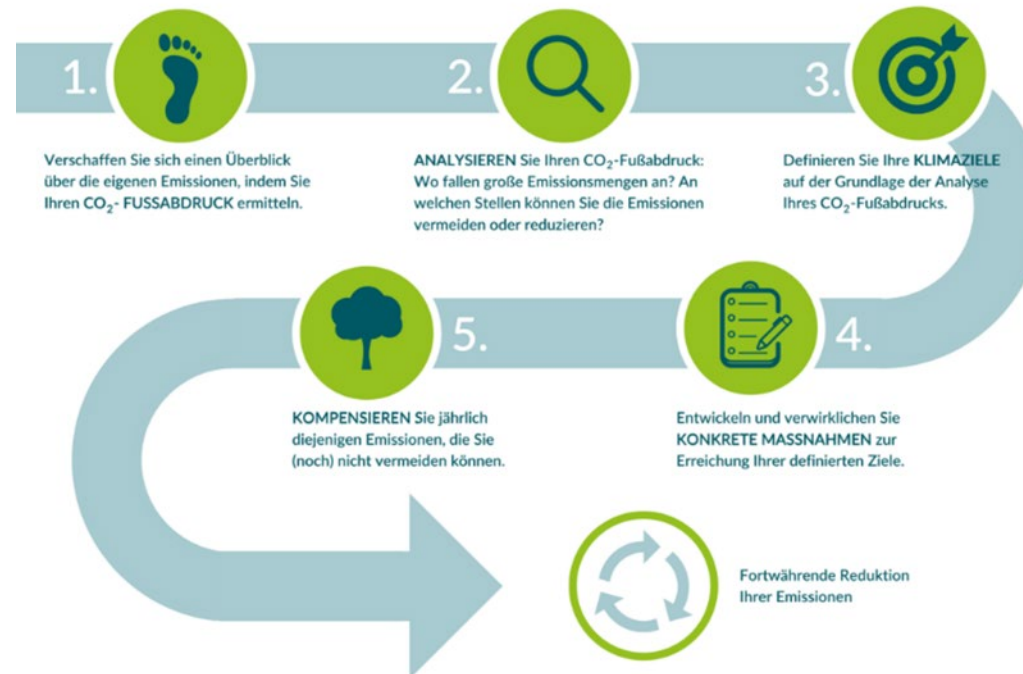 1.
Verschaffen Sie sich einen Überblick
über die eigenen Emissionen, indem Sie
Ihren CO₂- FUSSABDRUCK ermitteln.
2.
ANALYSIEREN Sie Ihren CO₂-Fußabdruck:
Wo fallen große Emissionsmengen an? An
welchen Stellen können Sie die Emissionen
vermeiden oder reduzieren?
3.
Definieren Sie Ihre KLIMAZIELE
auf der Grundlage der Analyse
Ihres CO₂-Fußabdrucks.
4.
Entwickeln und verwirklichen Sie
KONKRETE MASSNAHMEN zur
Erreichung Ihrer definierten Ziele.
5.
KOMPENSIEREN Sie jährlich
diejenigen Emissionen, die Sie
(noch) nicht vermeiden können.
Fortwährende Reduktion
Ihrer Emissionen